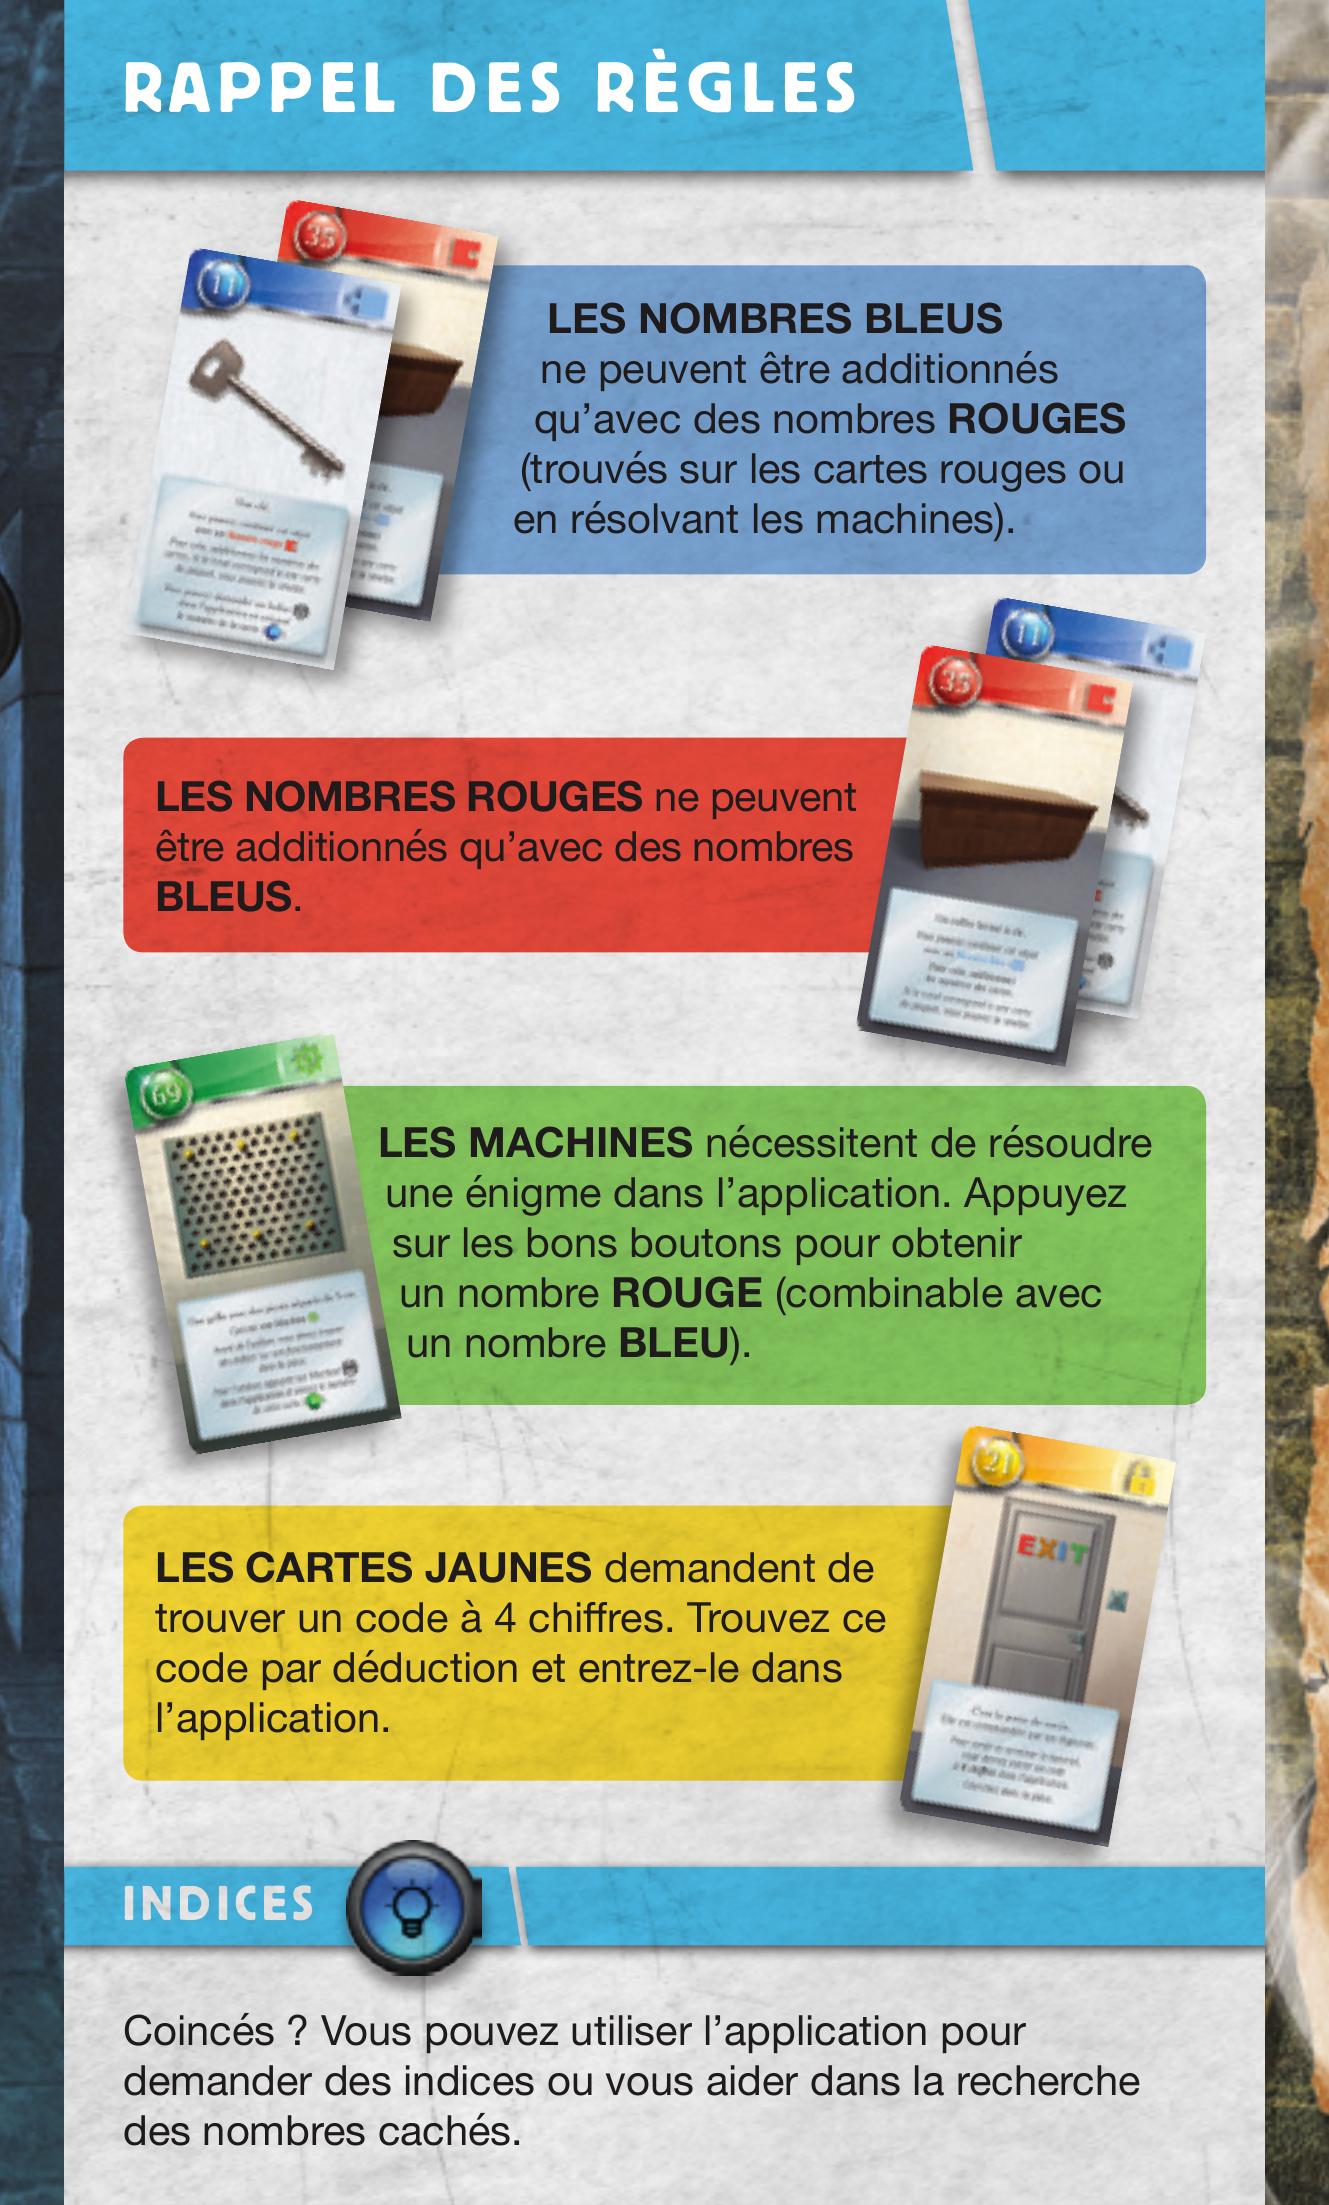 RAPPEL DES RÈGLES
35
11
LES NOMBRES BLEUS
ne peuvent être additionnés
qu’avec des nombres ROUGES
(trouvés sur les cartes rouges ou
en résolvant les machines).
11
35
LES NOMBRES ROUGES ne peuvent
être additionnés qu’avec des nombres
BLEUS.
69
LES MACHINES nécessitent de résoudre
une énigme dans l’application. Appuyez
sur les bons boutons pour obtenir
un nombre ROUGE (combinable avec
un nombre BLEU).
21
EXIT
LES CARTES JAUNES demandent de
trouver un code à 4 chiffres. Trouvez ce
code par déduction et entrez-le dans
l’application.
INDICES
Coincés ? Vous pouvez utiliser l’application pour
demander des indices ou vous aider dans la recherche
des nombres cachés.